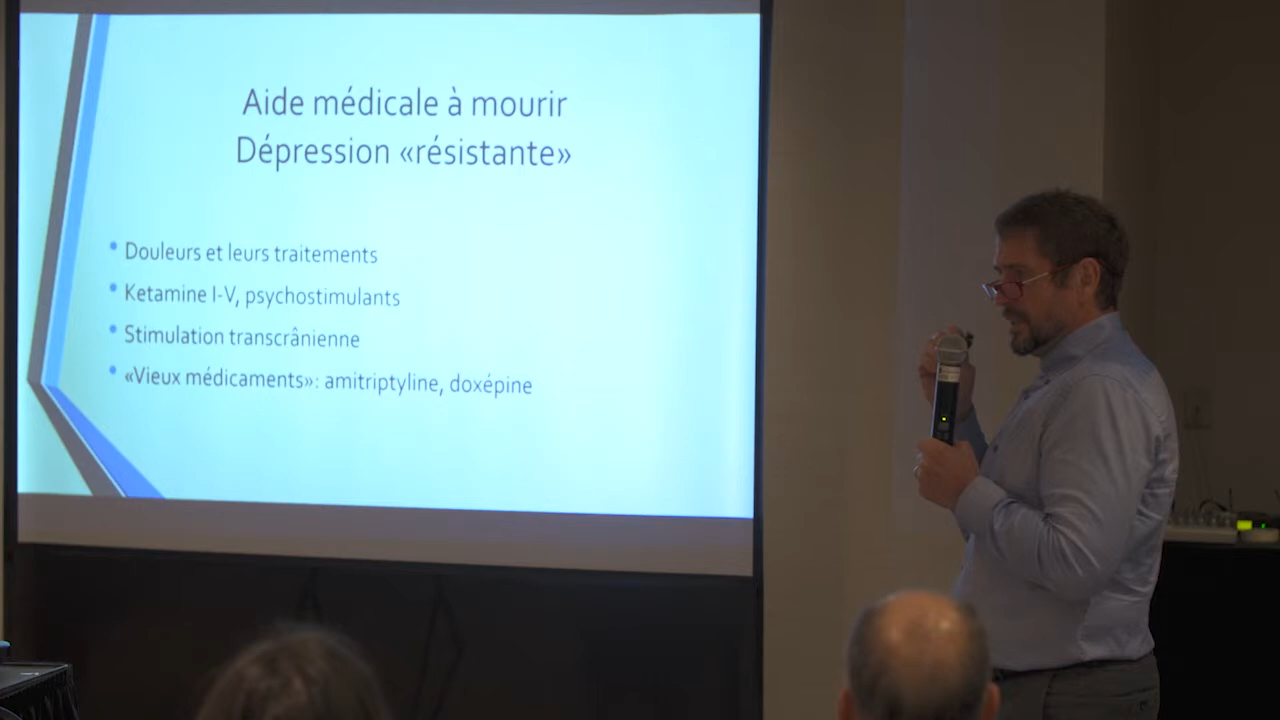 Aide médicale à mourir
Dépression «résistante»
• Douleurs et leurs traitements
• Ketamine I-V, psychostimulants
• Stimulation transcrânienne
• «Vieux médicaments»: amitriptyline, doxépine